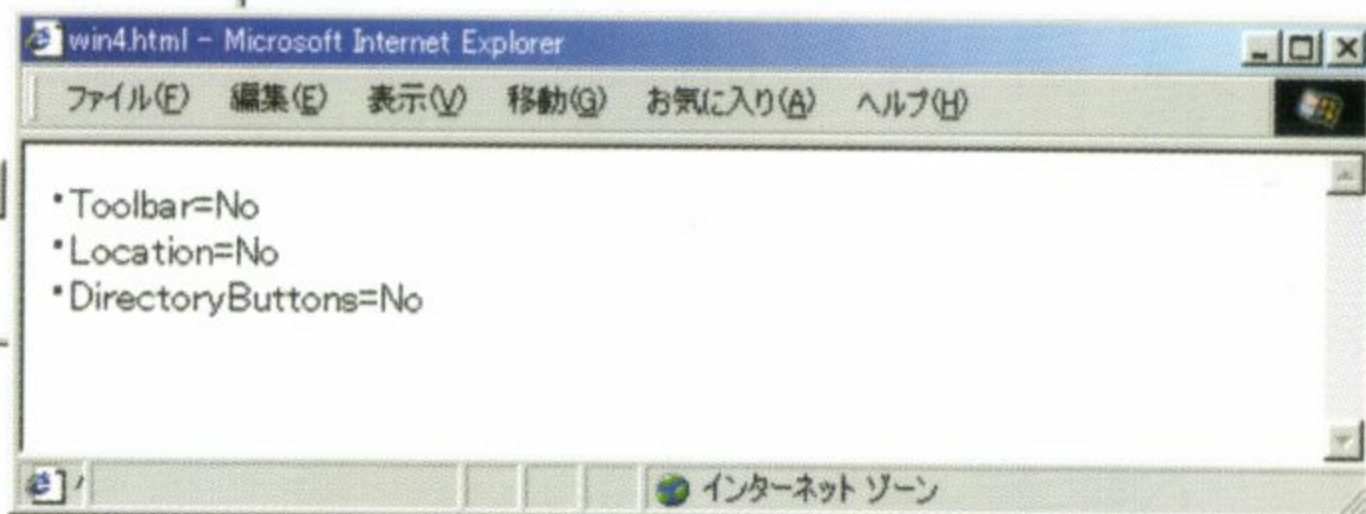 win4.html - Microsoft Internet Explorer
ファイル(F) 編集(E) 表示(V) 移動(G) お気に入り(A) ヘルプ(H)
・Toolbar=No
・Location=No
・DirectoryButtons=No
インターネット ゾーン